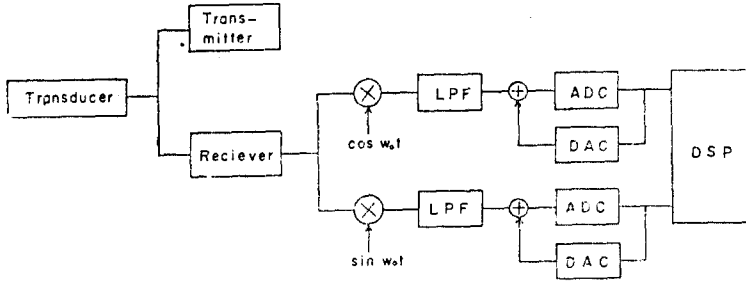 Trans-
mitter
Transducer
Reciever
LPF
ADC
DAC
cos w₀t
DSP
LPF
ADC
DAC
sin w₀t